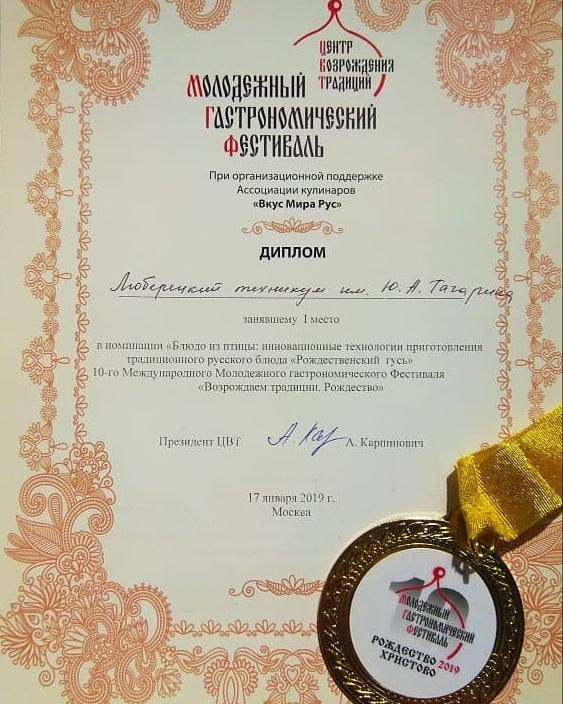 ЦЕНТР
ВОЗРОЖДЕНИЯ
ТРАДИЦИЙ
МОЛОДЕЖНЫЙ
ГАСТРОНОМИЧЕСКИЙ
ФЕСТИВАЛЬ
При организационной поддержке
Ассоциации кулинаров
«Вкус Мира Рус»
ДИПЛОМ
Люберецкий техникум им. Ю. А. Гагарина
занявшему I место
в номинации «Блюдо из птицы: инновационные технологии приготовления
традиционного русского блюда «Рождественский гусь»
10-го Международного Молодежного гастрономического Фестиваля
«Возрождаем традиции. Рождество»
Президент ЦВТ А. Кар А. Карпинович
17 января 2019 г.
Москва
10
МОЛОДЕЖНЫЙ
ГАСТРОНОМИЧЕСКИЙ
ФЕСТИВАЛЬ
РОЖДЕСТВО 2019
ХРИСТОВО